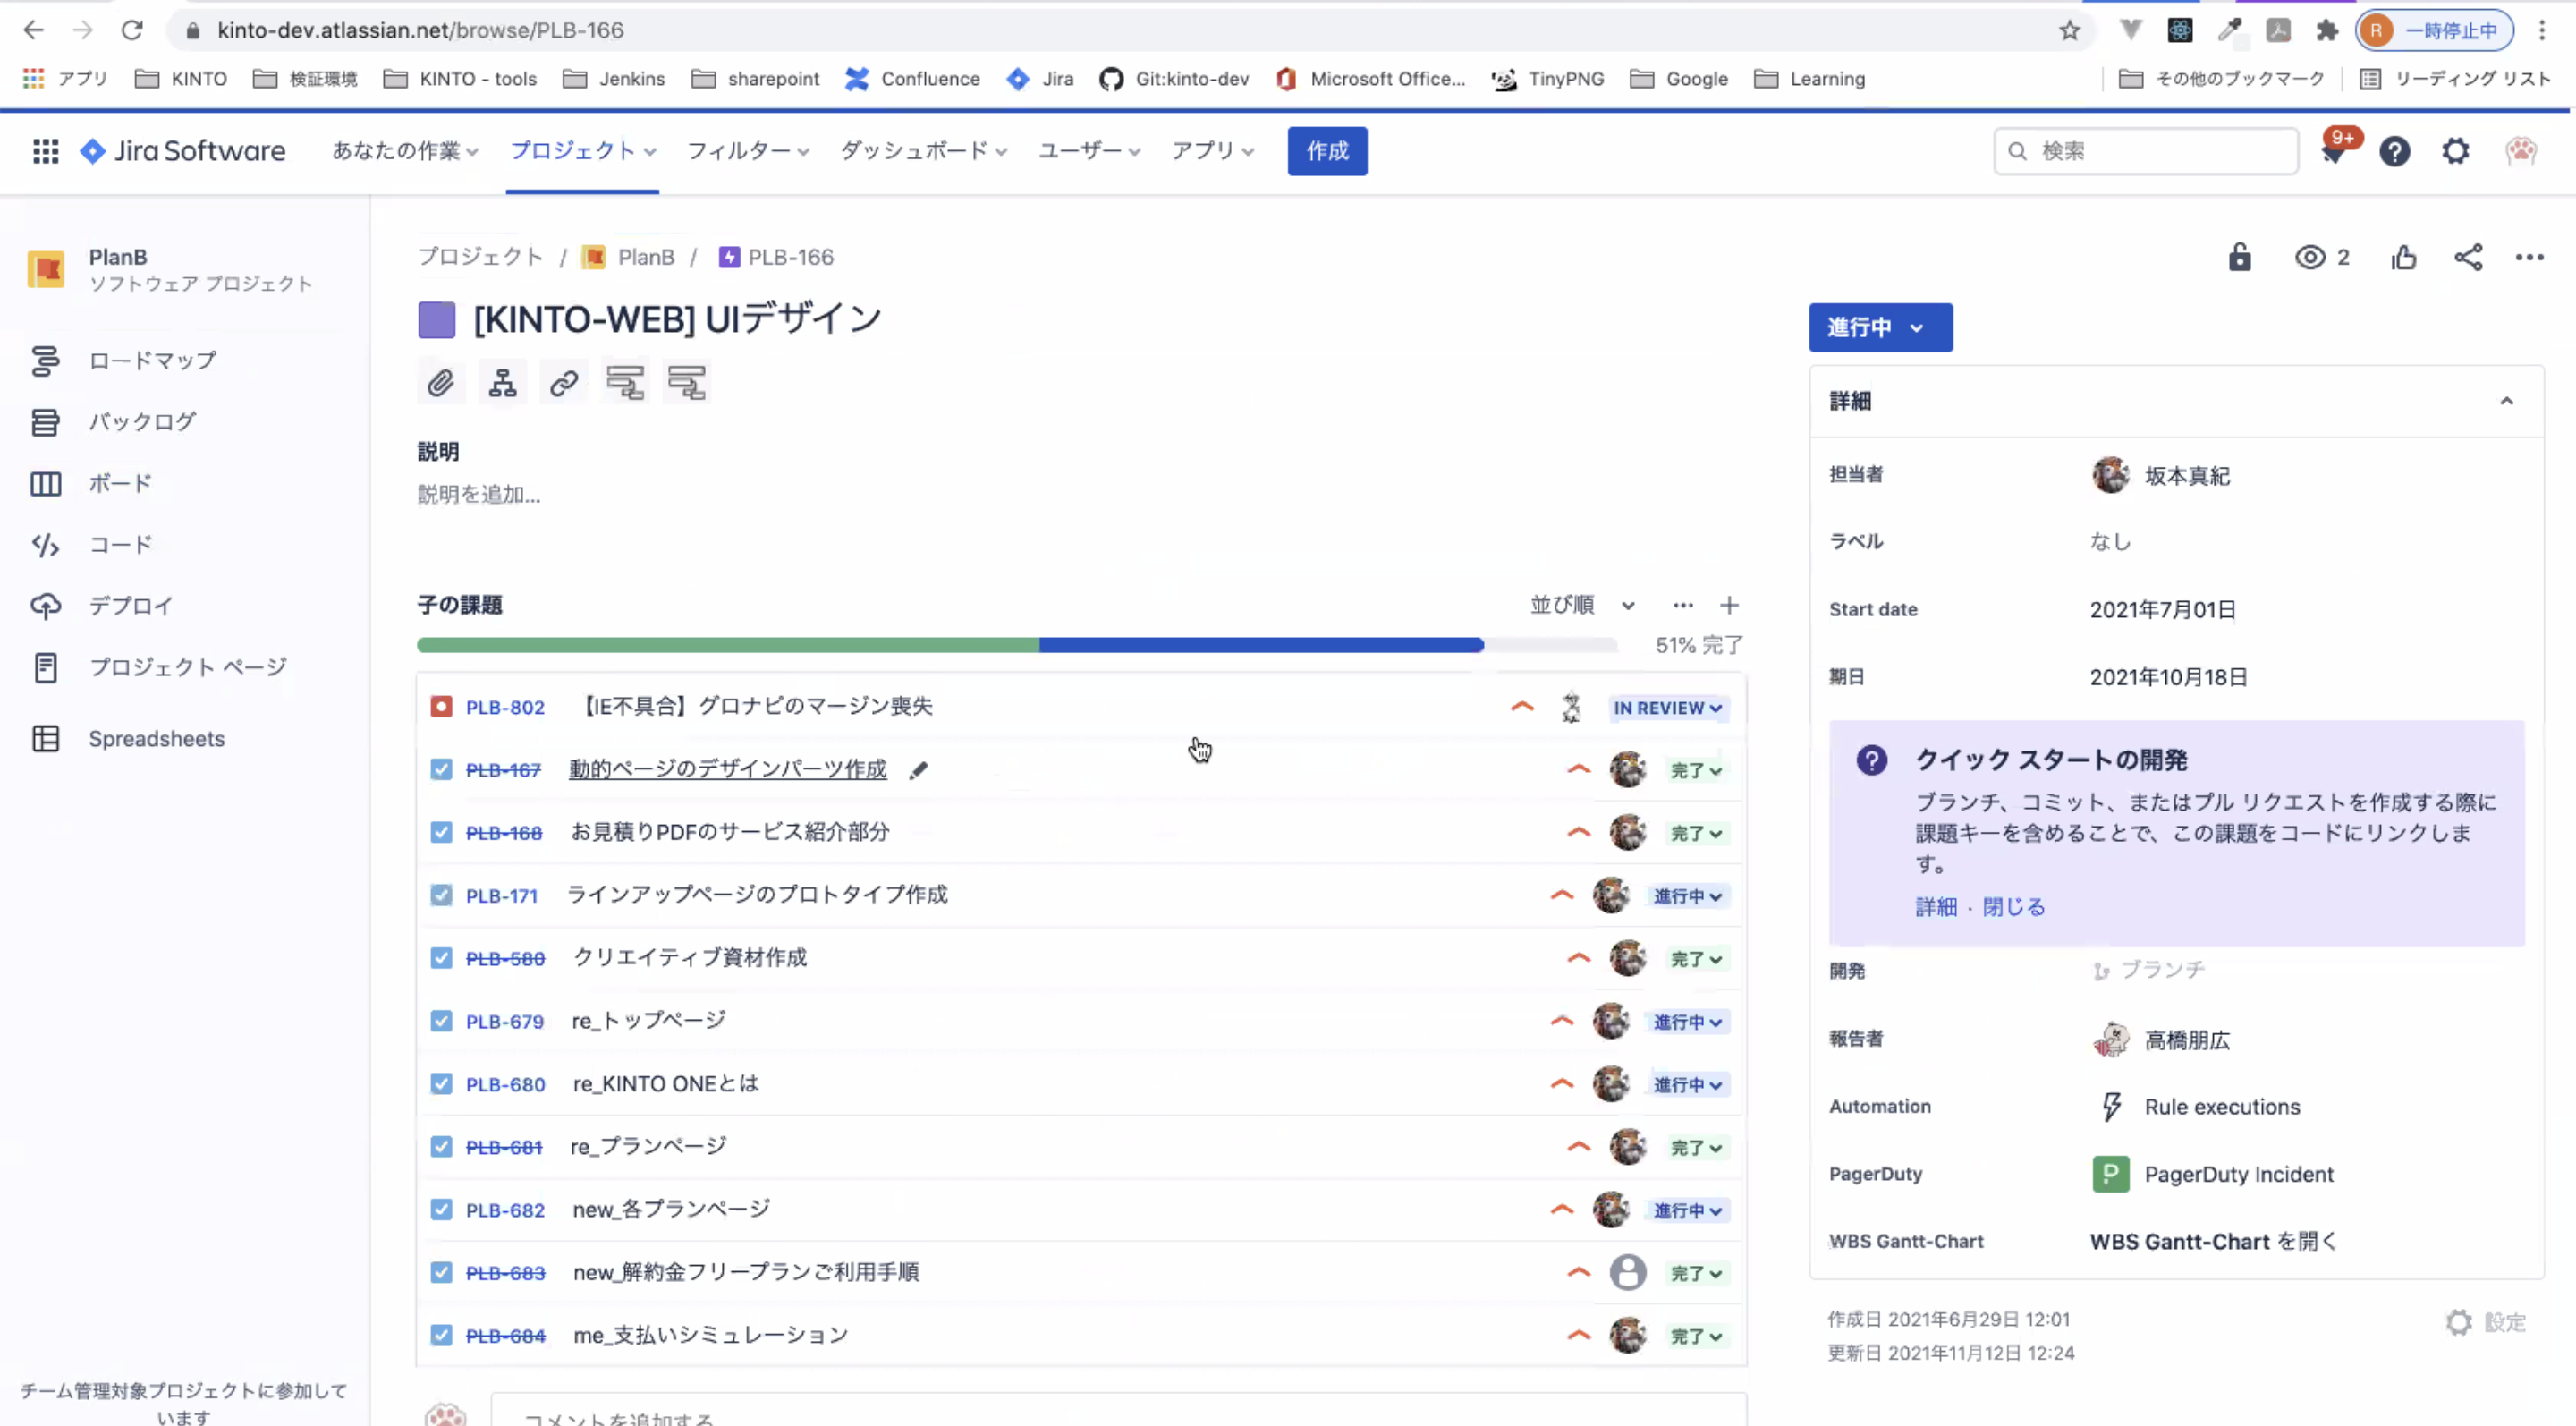 kinto-dev.atlassian.net/browse/PLB-166
R 一時停止中
アプリ KINTO 検証環境 KINTO - tools Jenkins sharepoint Confluence Jira Git:kinto-dev Microsoft Office... TinyPNG Google Learning その他のブックマーク リーディング リスト
Jira Software あなたの作業 プロジェクト フィルター ダッシュボード ユーザー アプリ 作成 検索 9+
PlanB
ソフトウェア プロジェクト
ロードマップ
バックログ
ボード
コード
デプロイ
プロジェクト ページ
Spreadsheets
チーム管理対象プロジェクトに参加して
います
プロジェクト / PlanB / PLB-166
[KINTO-WEB] UIデザイン
説明
説明を追加...
子の課題 並び順
51% 完了
PLB-802 【IE不具合】グロナビのマージン喪失 IN REVIEW
PLB-167 動的ページのデザインパーツ作成 完了
PLB-168 お見積りPDFのサービス紹介部分 完了
PLB-171 ラインアップページのプロトタイプ作成 進行中
PLB-580 クリエイティブ資材作成 完了
PLB-679 re_トップページ 進行中
PLB-680 re_KINTO ONEとは 進行中
PLB-681 re_プランページ 完了
PLB-682 new_各プランページ 進行中
PLB-683 new_解約金フリープランご利用手順 完了
PLB-684 me_支払いシミュレーション 完了
コメントを追加する
2
進行中
詳細
担当者 坂本真紀
ラベル なし
Start date 2021年7月01日
期日 2021年10月18日
クイック スタートの開発
ブランチ、コミット、またはプル リクエストを作成する際に
課題キーを含めることで、この課題をコードにリンクしま
す。
詳細 · 閉じる
開発 ブランチ
報告者 高橋朋広
Automation Rule executions
PagerDuty PagerDuty Incident
WBS Gantt-Chart WBS Gantt-Chart を開く
作成日 2021年6月29日 12:01
設定
更新日 2021年11月12日 12:24